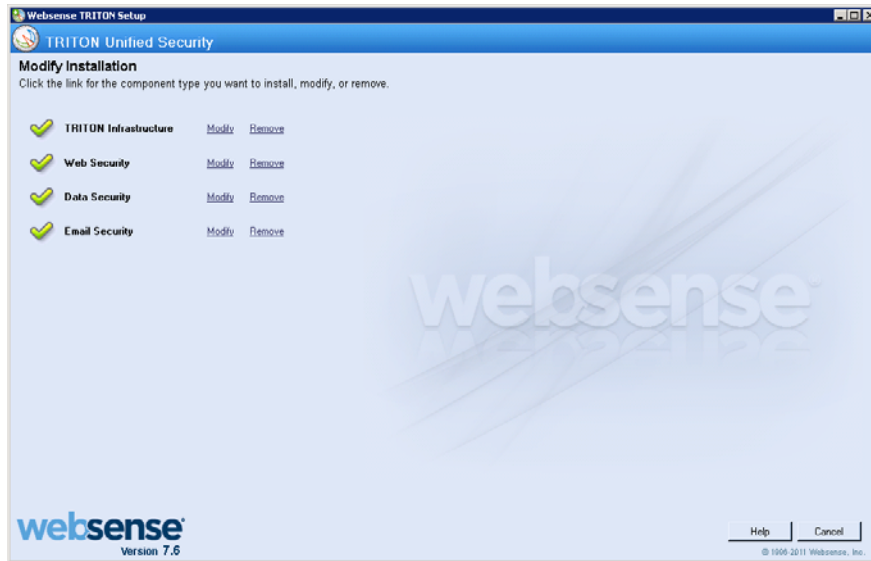 Websense TRITON Setup
TRITON Unified Security
Modify Installation
Click the link for the component type you want to install, modify, or remove.
TRITON Infrastructure Modify Remove
Web Security Modify Remove
Data Security Modify Remove
Email Security Modify Remove
websense
websense
Version 7.6
Help Cancel
© 1996-2011 Websense, Inc.